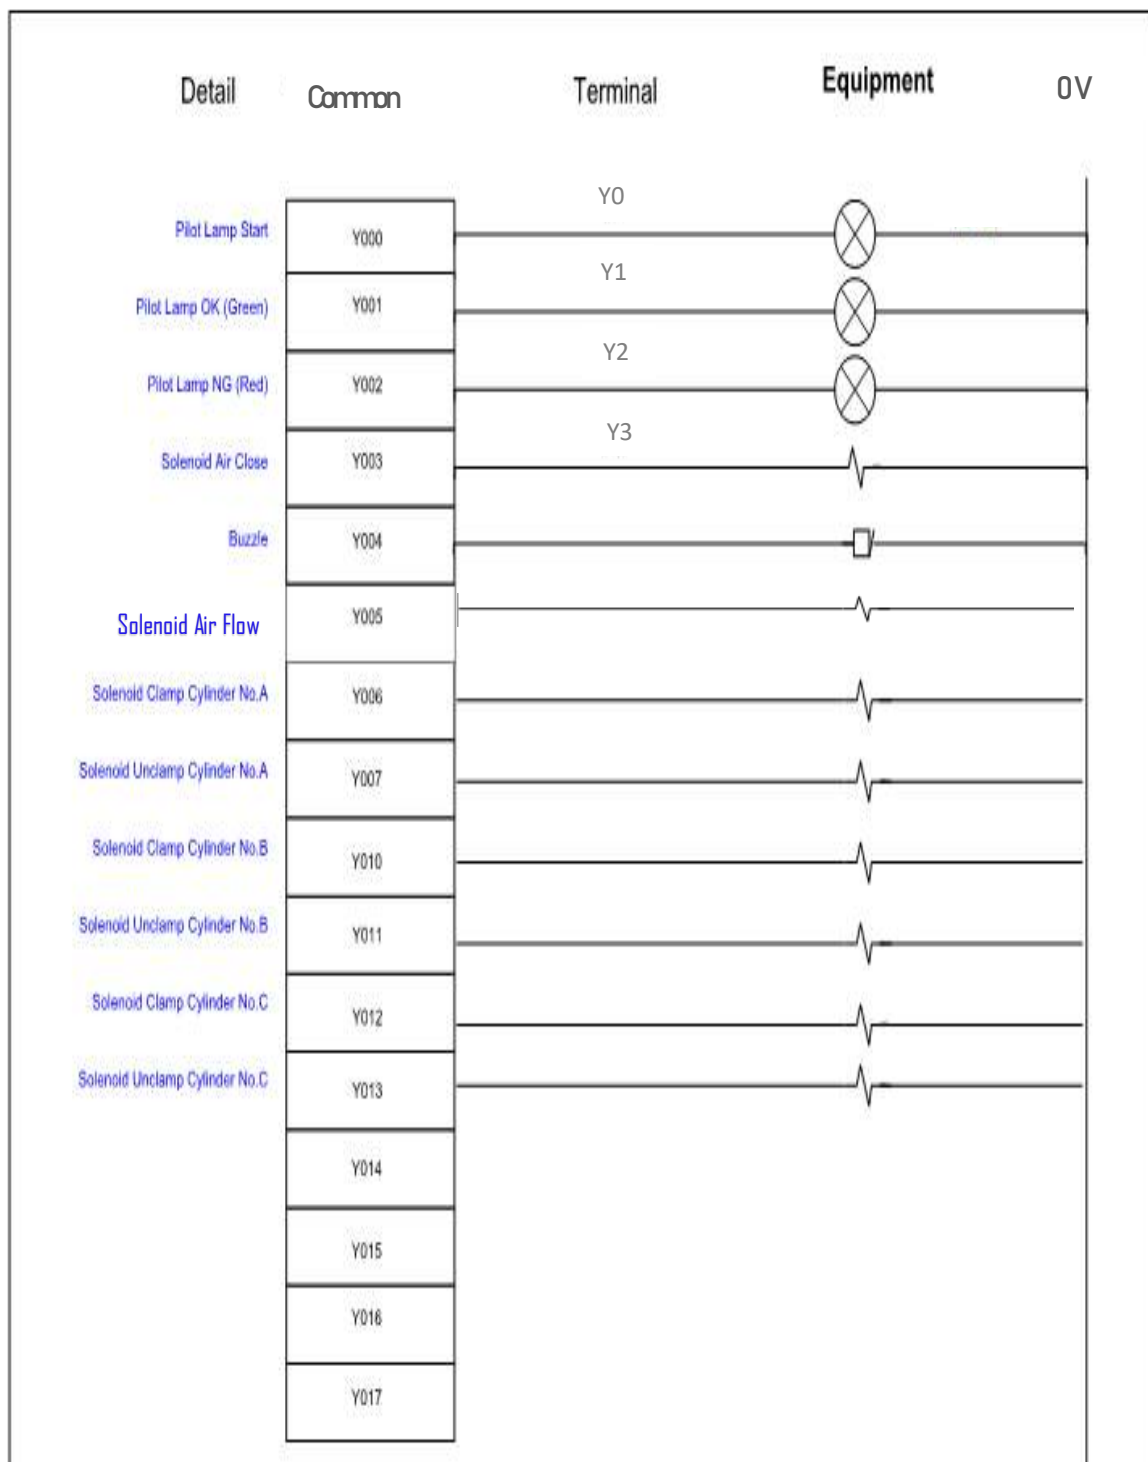 Detail Common Terminal Equipment 0V
Y0
Pilot Lamp Start Y000
Y1
Pilot Lamp OK (Green) Y001
Y2
Pilot Lamp NG (Red) Y002
Y3
Solenoid Air Close Y003
Buzzle Y004
Solenoid Air Flow Y005
Solenoid Clamp Cylinder No.A Y006
Solenoid Unclamp Cylinder No.A Y007
Solenoid Clamp Cylinder No.B Y010
Solenoid Unclamp Cylinder No.B Y011
Solenoid Clamp Cylinder No.C Y012
Solenoid Unclamp Cylinder No.C Y013
Y014
Y015
Y016
Y017